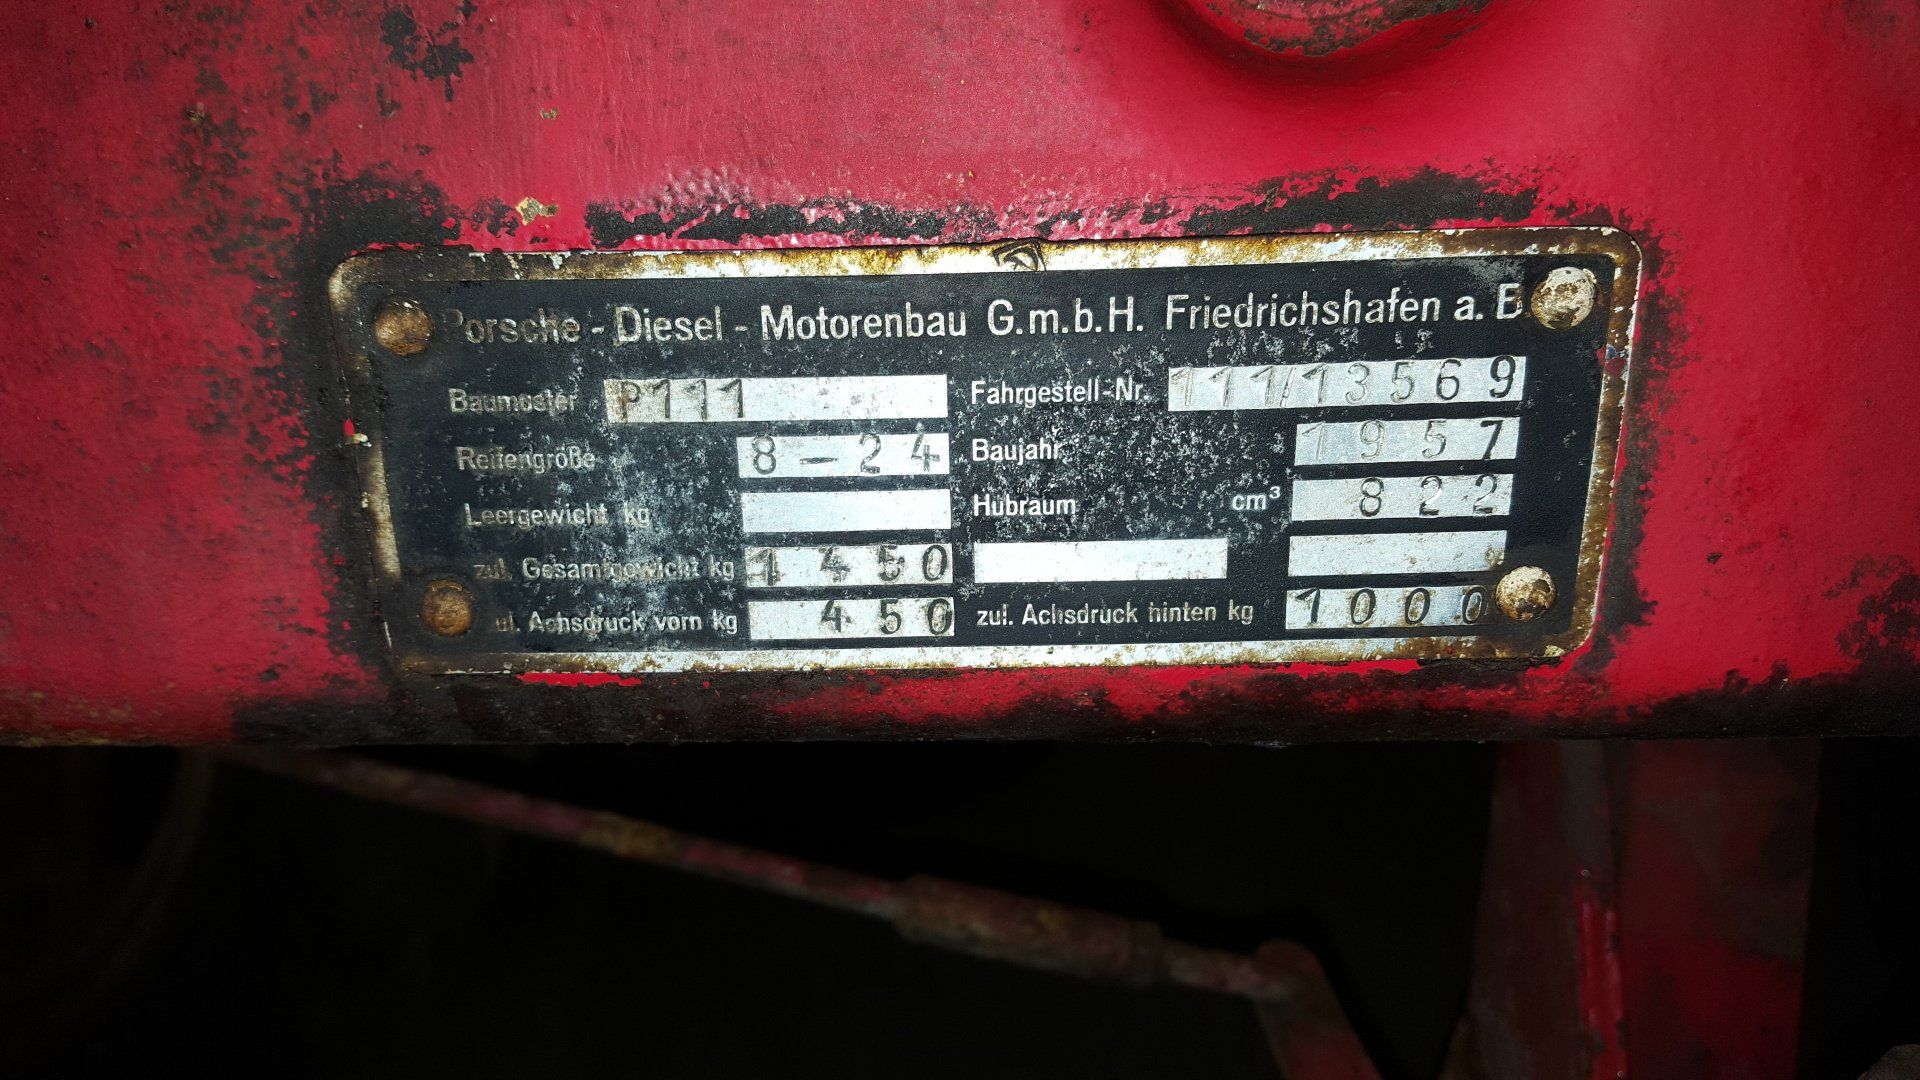 Porsche - Diesel - Motorenbau G.m.b.H. Friedrichshafen a. B.
Baumuster P111 Fahrgestell-Nr. 111/13569
Reifengröße 8-24 Baujahr 1957
Leergewicht kg Hubraum cm³ 822
zul. Gesamtgewicht kg 1450
zul. Achsdruck vorn kg 450 zul. Achsdruck hinten kg 1000